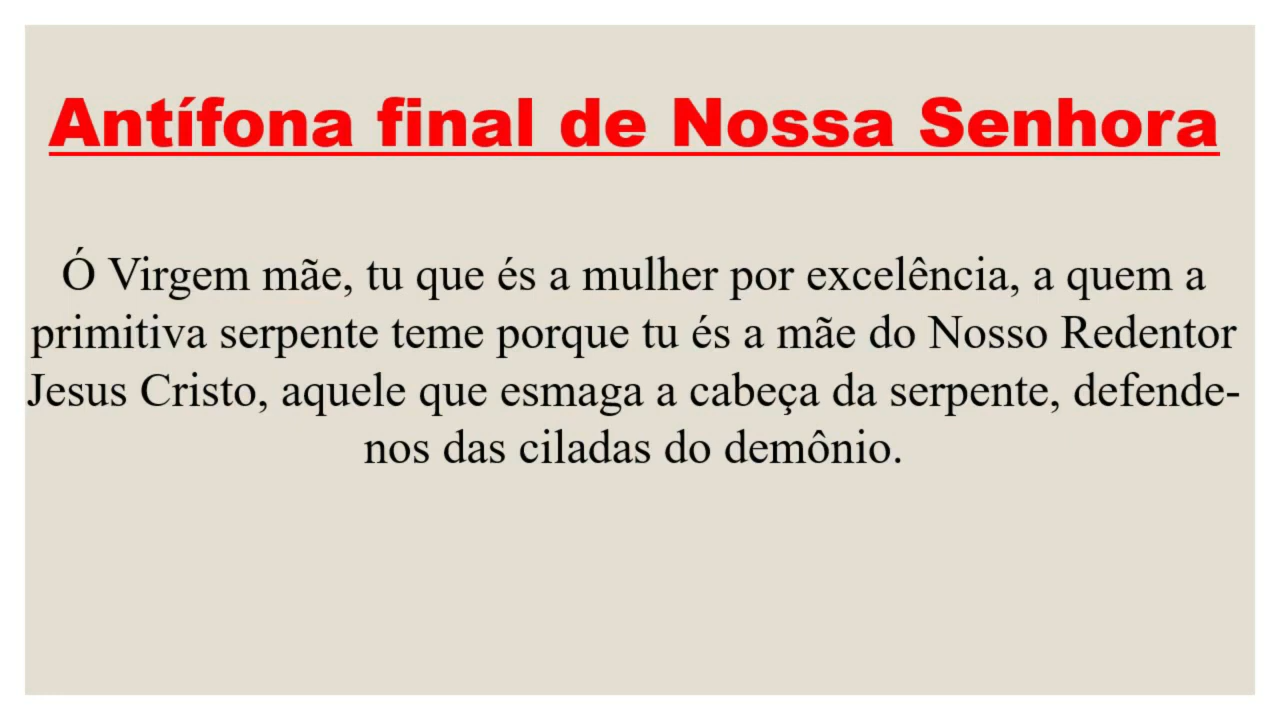 Antífona final de Nossa Senhora
Ó Virgem mãe, tu que és a mulher por excelência, a quem a
primitiva serpente teme porque tu és a mãe do Nosso Redentor
Jesus Cristo, aquele que esmaga a cabeça da serpente, defende-
nos das ciladas do demônio.